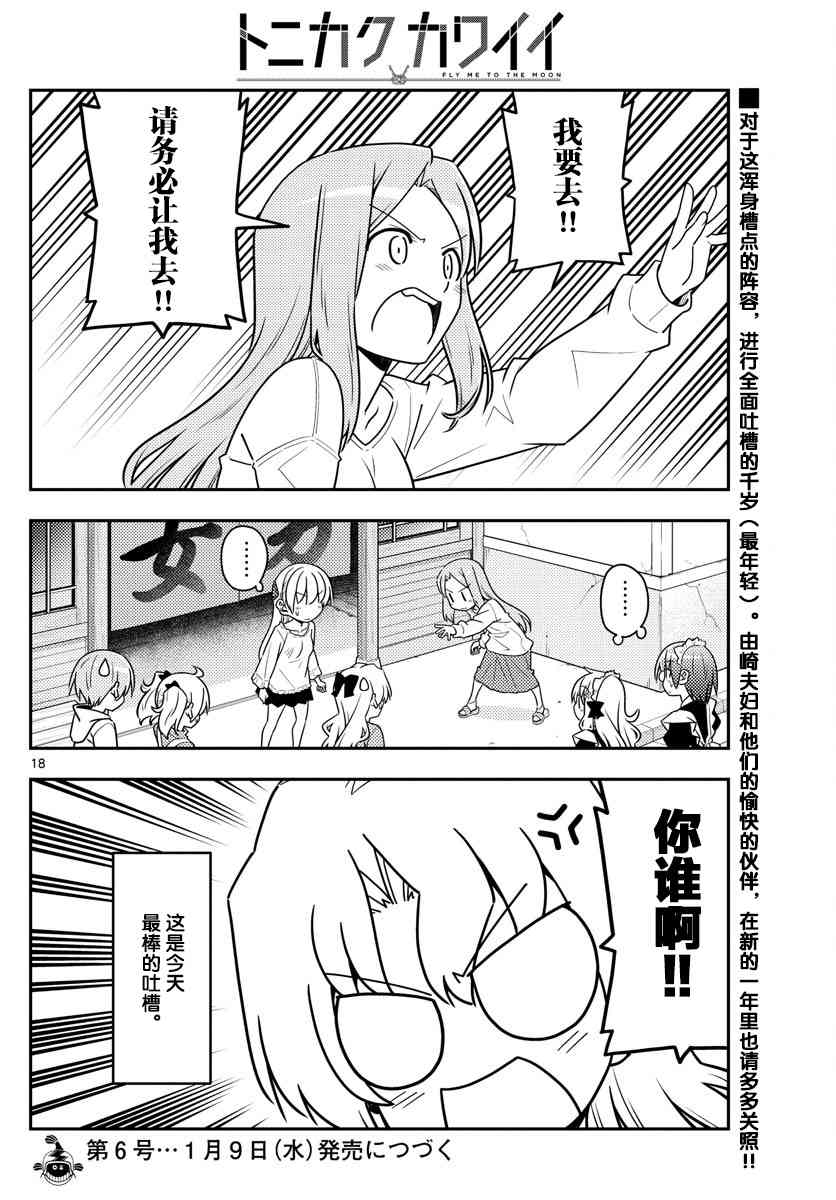 トニカクカワイイ
FLY ME TO THE MOON
■对于这浑身槽点的阵容，进行全面吐槽的千岁（最年轻）。由崎夫妇和他们的愉快的伙伴，在新的一年里也请多多关照!!
我要去!!
请务必让我去!!
……
……
女
18
你谁啊!!
这是今天
最棒的吐槽。
第6号…1月9日(水)発売につづく